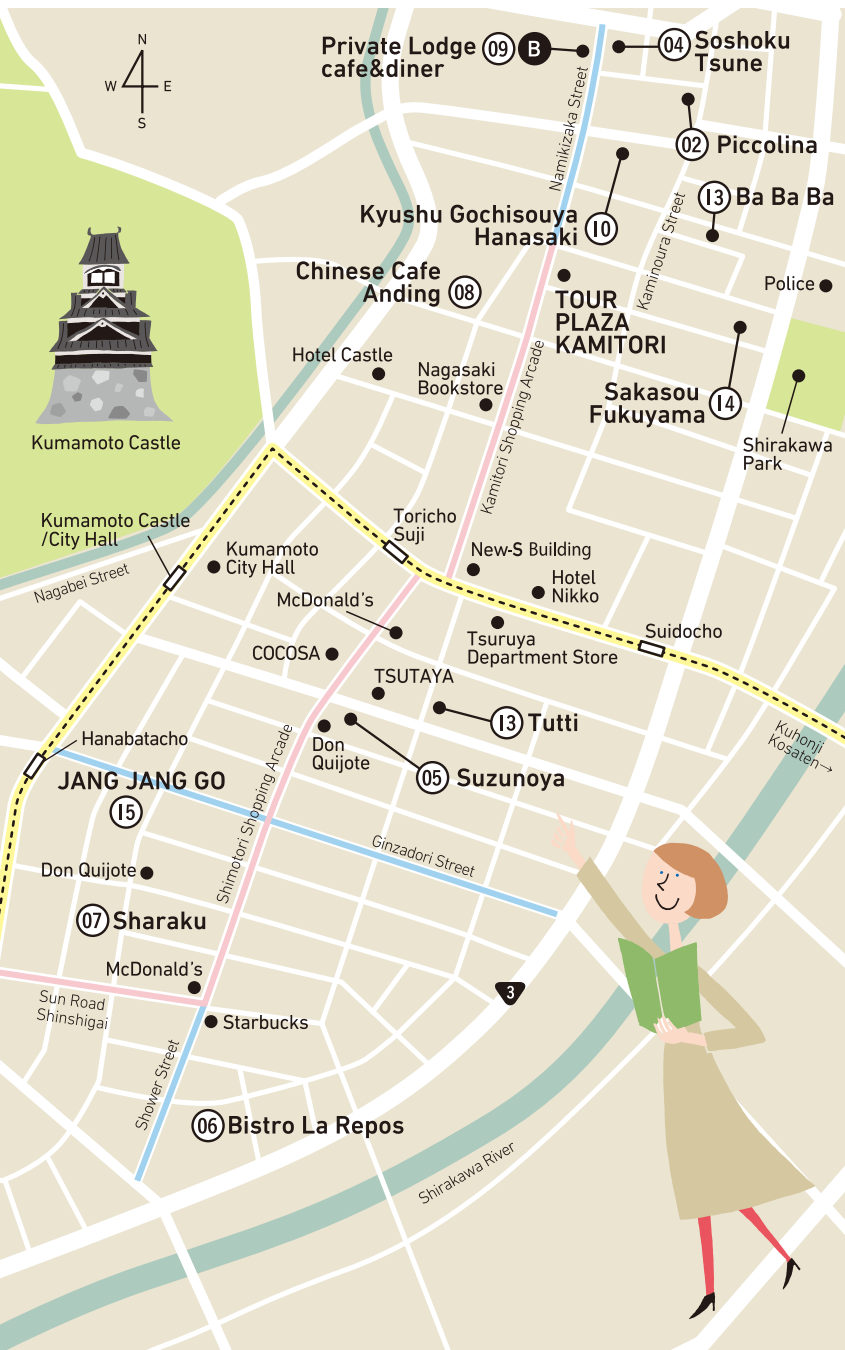 N
W
E
S
Private Lodge
cafe&diner
09
B
04
Soshoku
Tsune
Namikizaka Street
02
Piccolina
13
Ba Ba Ba
Kyushu Gochisouya
Hanasaki
10
Kaminoura Street
Chinese Cafe
Anding
08
TOUR
PLAZA
KAMITORI
Police
Hotel Castle
Nagasaki
Bookstore
Kamitori Shopping Arcade
Sakasou
Fukuyama
14
Shirakawa
Park
Kumamoto Castle
Kumamoto Castle
/City Hall
Nagabei Street
Kumamoto
City Hall
Toricho
Suji
New-S Building
Hotel
Nikko
McDonald's
Tsuruya
Department Store
Suidocho
COCOSA
TSUTAYA
13
Tutti
Don
Quijote
05
Suzunoya
Kuhonji
Kosaten→
Hanabatacho
JANG JANG GO
15
Shimotori Shopping Arcade
Ginzadori Street
Don Quijote
07
Sharaku
McDonald's
Sun Road
Shinshigai
Starbucks
3
Shower Street
06
Bistro La Repos
Shirakawa River